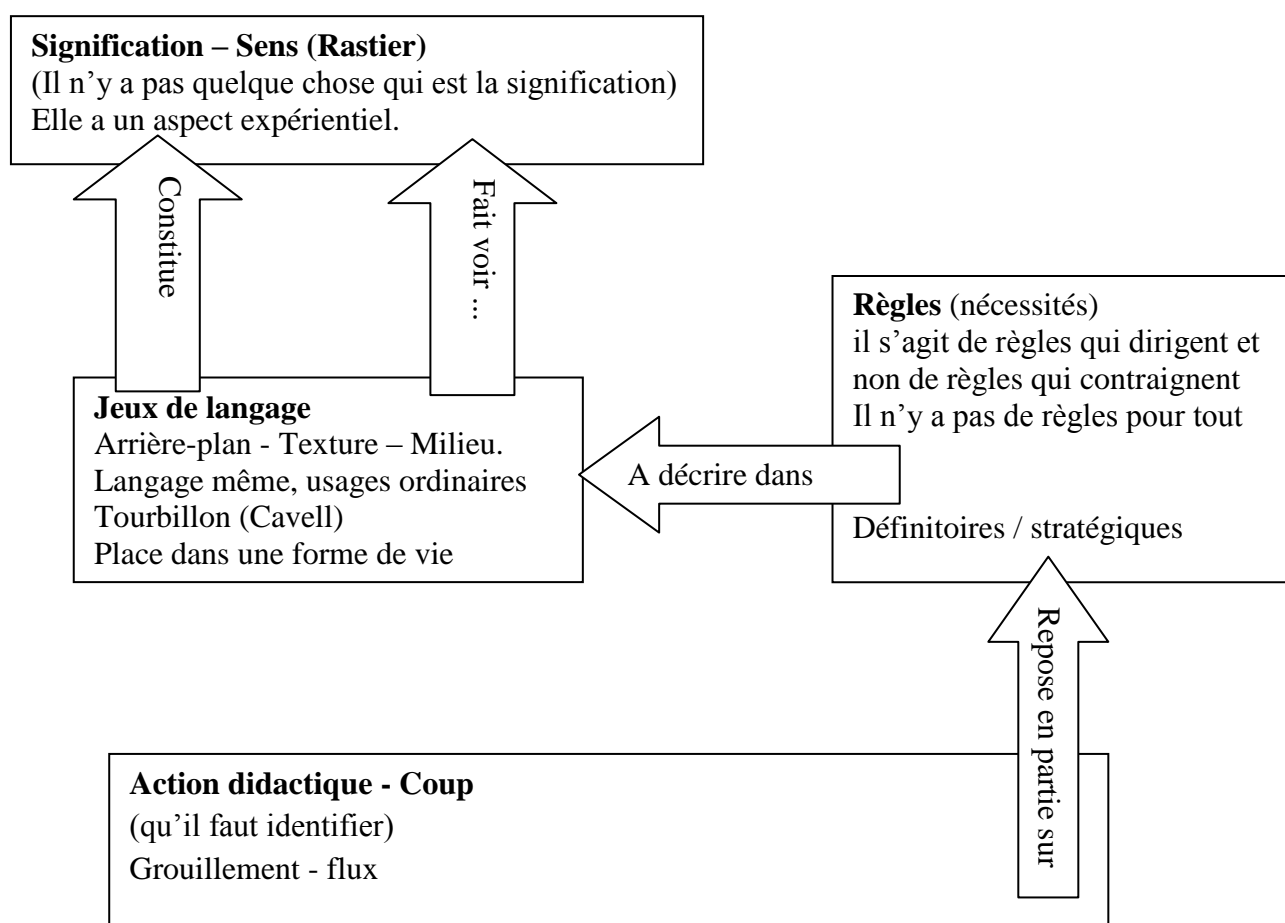 Signification – Sens (Rastier)
(Il n’y a pas quelque chose qui est la signification)
Elle a un aspect expérientiel.
Constitue
Fait voir ...
Jeux de langage
Arrière-plan - Texture – Milieu.
Langage même, usages ordinaires
Tourbillon (Cavell)
Place dans une forme de vie
A décrire dans
Règles (nécessités)
il s’agit de règles qui dirigent et
non de règles qui contraignent
Il n’y a pas de règles pour tout
Définitoires / stratégiques
Repose en partie sur
Action didactique - Coup
(qu’il faut identifier)
Grouillement - flux